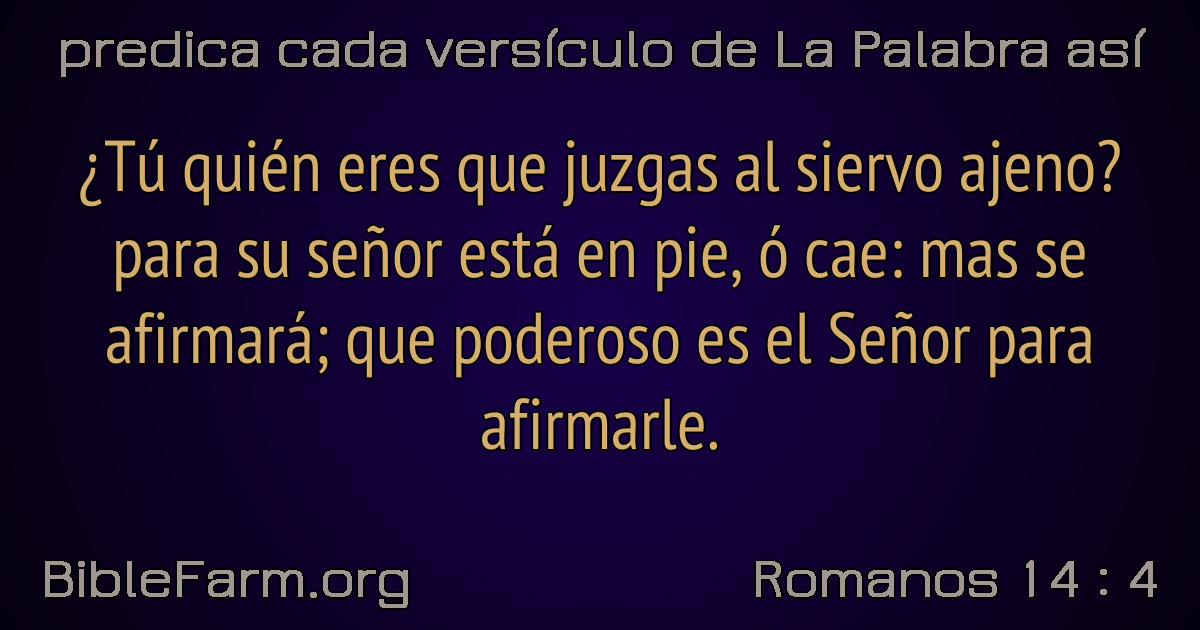 predica cada versículo de La Palabra así
¿Tú quién eres que juzgas al siervo ajeno?
para su señor está en pie, ó cae: mas se
afirmará; que poderoso es el Señor para
afirmarle.
BibleFarm.org
Romanos 14 : 4